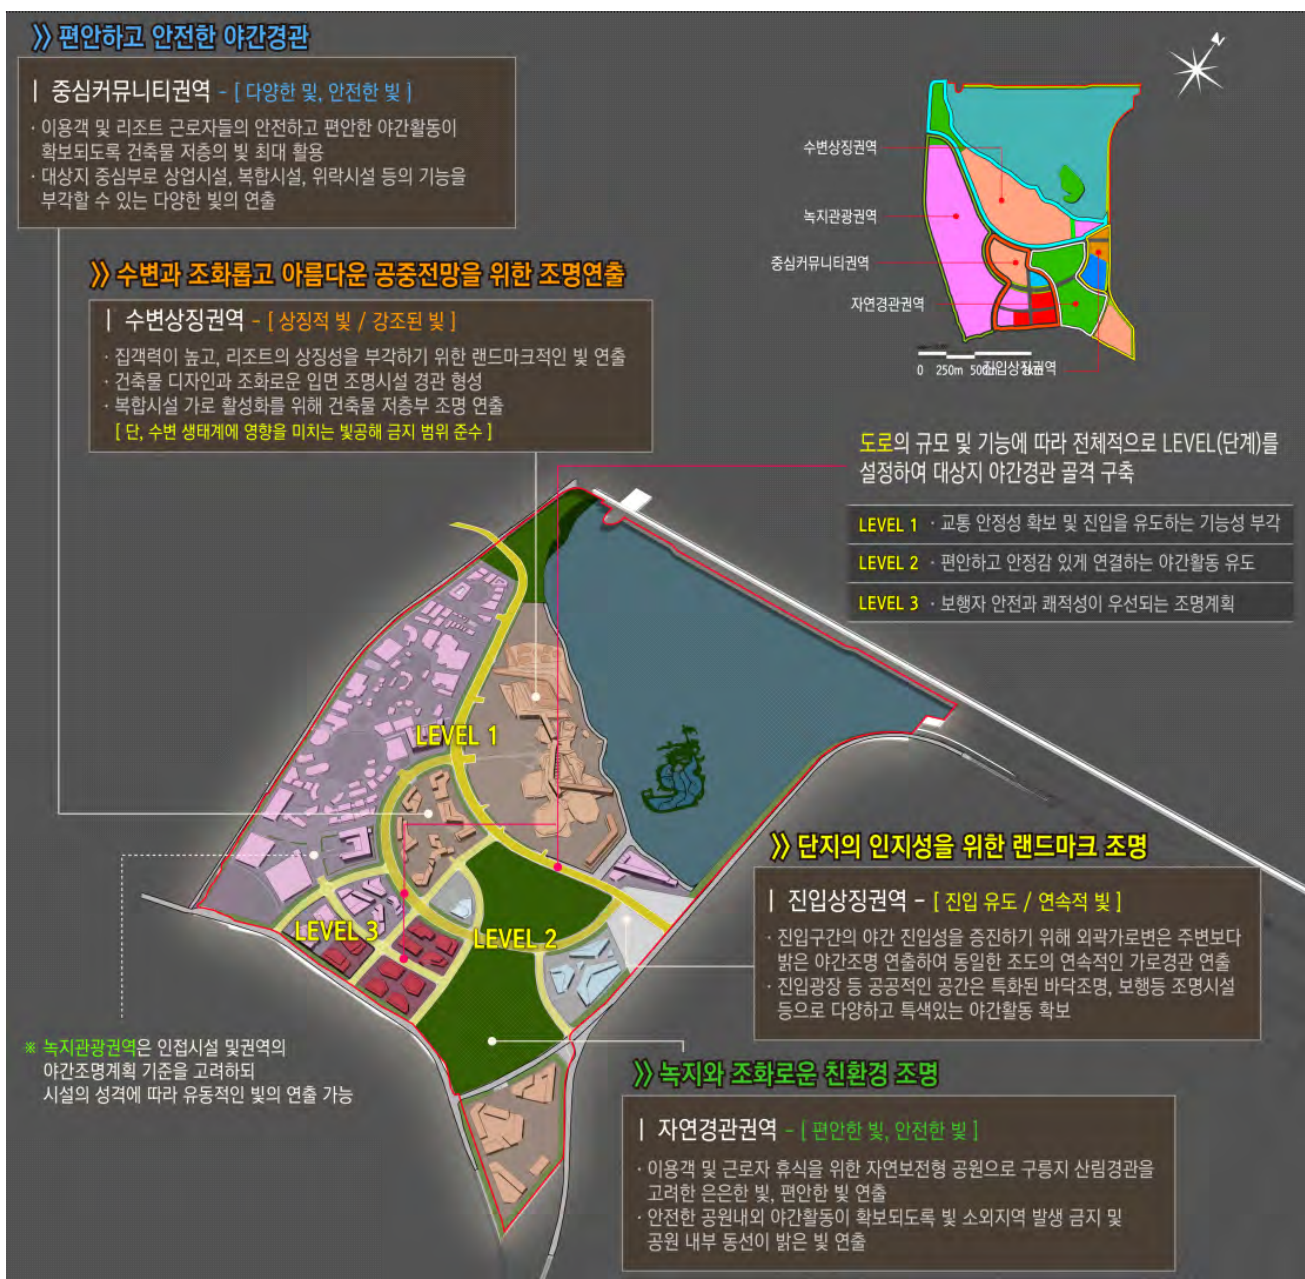 》 편안하고 안전한 야간경관
| 중심커뮤니티권역 - [ 다양한 및, 안전한 빛 ]
· 이용객 및 리조트 근로자들의 안전하고 편안한 야간활동이
확보되도록 건축물 저층의 빛 최대 활용
· 대상지 중심부로 상업시설, 복합시설, 위락시설 등의 기능을
부각할 수 있는 다양한 빛의 연출
》 수변과 조화롭고 아름다운 공중전망을 위한 조명연출
| 수변상징권역 - [ 상징적 빛 / 강조된 빛 ]
· 집객력이 높고, 리조트의 상징성을 부각하기 위한 랜드마크적인 빛 연출
· 건축물 디자인과 조화로운 입면 조명시설 경관 형성
· 복합시설 가로 활성화를 위해 건축물 저층부 조명 연출
[ 단, 수변 생태계에 영향을 미치는 빛공해 금지 범위 준수 ]
N
수변상징권역
녹지관광권역
중심커뮤니티권역
자연경관권역
진입상징권역
0 250m 500m 1km
도로의 규모 및 기능에 따라 전체적으로 LEVEL(단계)를
설정하여 대상지 야간경관 골격 구축
LEVEL 1 · 교통 안정성 확보 및 진입을 유도하는 기능성 부각
LEVEL 2 · 편안하고 안정감 있게 연결하는 야간활동 유도
LEVEL 3 · 보행자 안전과 쾌적성이 우선되는 조명계획
LEVEL 1
LEVEL 3
LEVEL 2
》 단지의 인지성을 위한 랜드마크 조명
| 진입상징권역 - [ 진입 유도 / 연속적 빛 ]
· 진입구간의 야간 진입성을 증진하기 위해 외곽가로변은 주변보다
밝은 야간조명 연출하여 동일한 조도의 연속적인 가로경관 연출
· 진입광장 등 공공적인 공간은 특화된 바닥조명, 보행등 조명시설
등으로 다양하고 특색있는 야간활동 확보
※ 녹지관광권역은 인접시설 및권역의
야간조명계획 기준을 고려하되
시설의 성격에 따라 유동적인 빛의 연출 가능
》 녹지와 조화로운 친환경 조명
| 자연경관권역 - [ 편안한 빛, 안전한 빛 ]
· 이용객 및 근로자 휴식을 위한 자연보전형 공원으로 구릉지 산림경관을
고려한 은은한 빛, 편안한 빛 연출
· 안전한 공원내외 야간활동이 확보되도록 빛 소외지역 발생 금지 및
공원 내부 동선이 밝은 빛 연출